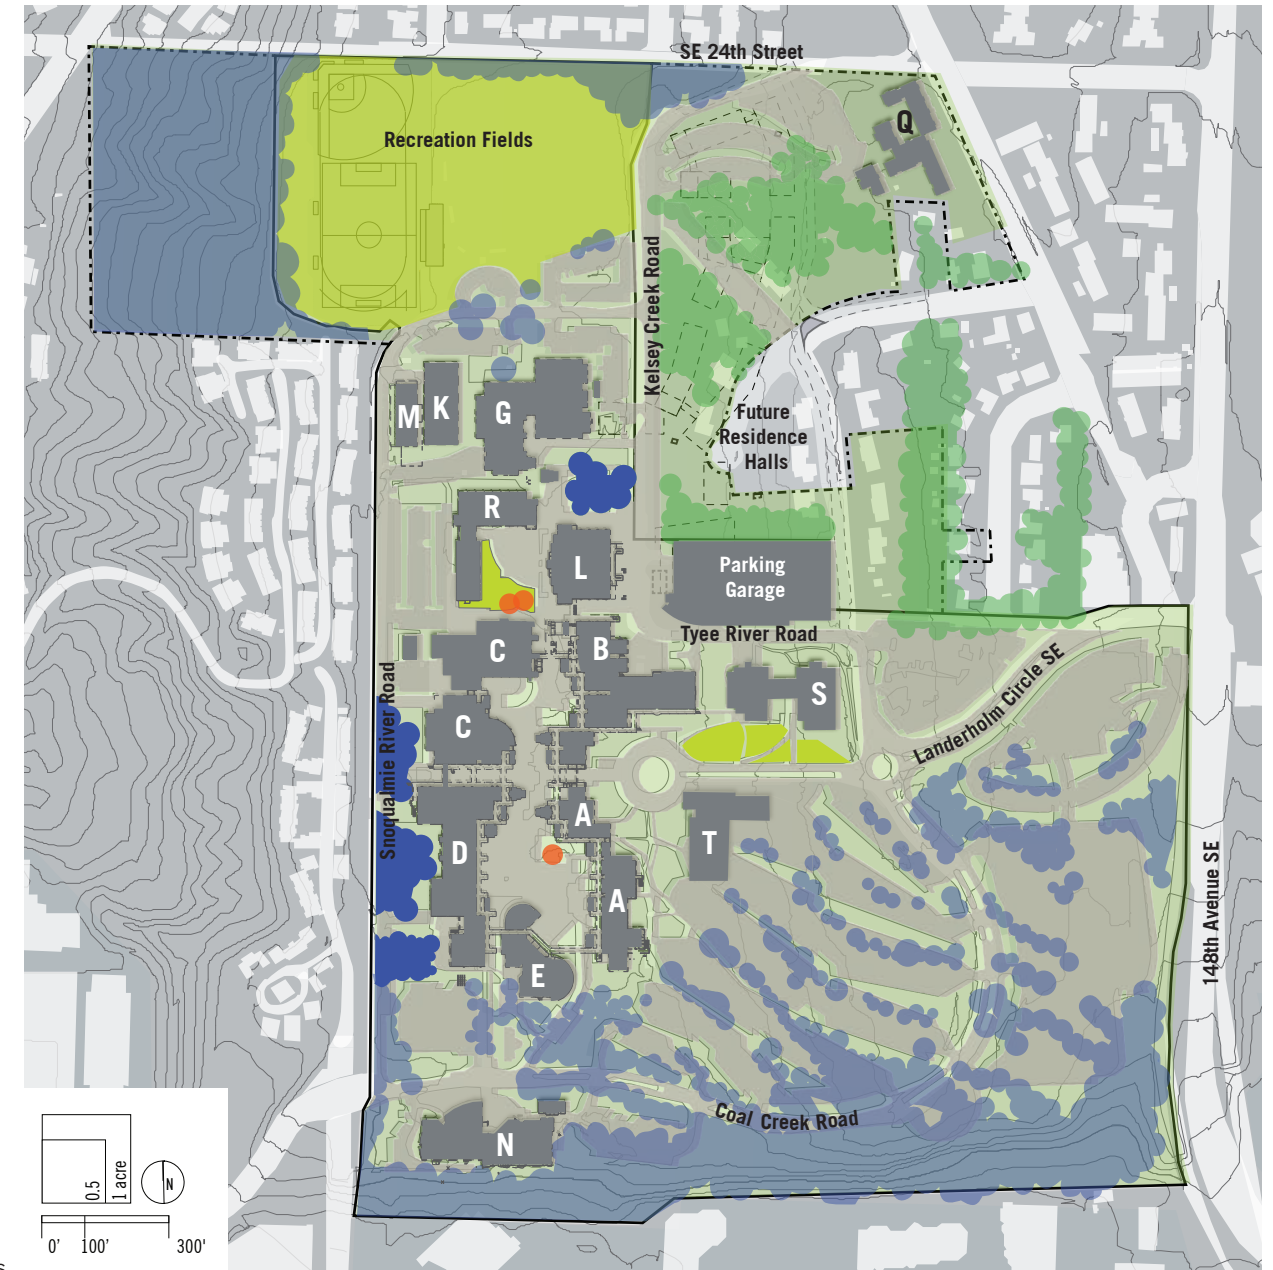 SE 24th Street
Q
Recreation Fields
Kelsey Creek Road
M
K
G
Future
Residence
Halls
R
L
Parking
Garage
Tyee River Road
C
B
S
Snoqualmie River Road
C
Landerholm Circle SE
A
T
D
A
148th Avenue SE
E
Coal Creek Road
N
0.5
1 acre
N
0'
100'
300'
s